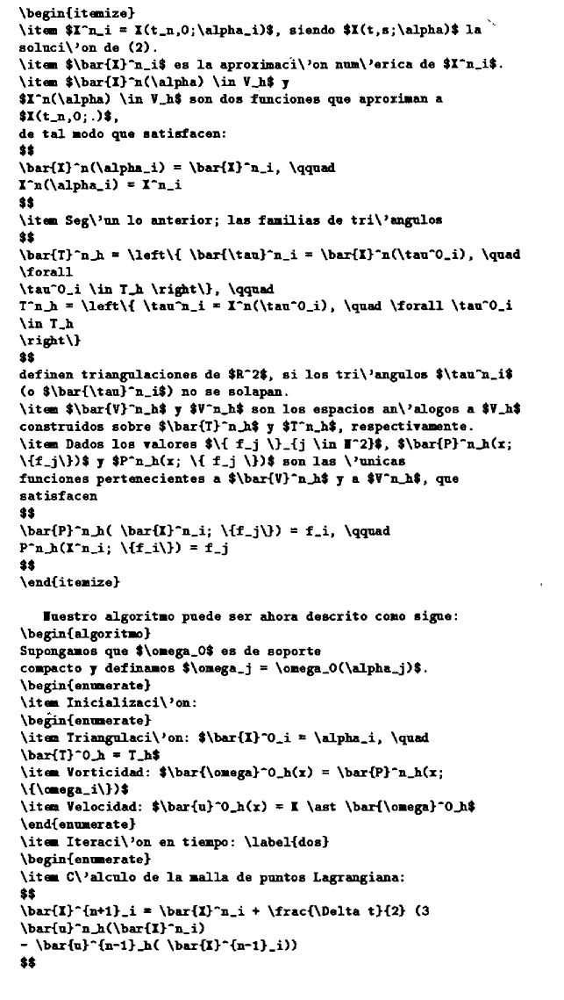 \begin{itemize}
\item $X^n_i = X(t_n,0;\alpha_i)$, siendo $X(t,s;\alpha)$ la
soluci\'on de (2).
\item $\bar{X}^n_i$ es la aproximaci\'on num\'erica de $X^n_i$.
\item $\bar{X}^n(\alpha) \in V_h$ y
$X^n(\alpha) \in V_h$ son dos funciones que aproximan a
$X(t_n,0;.)$,
de tal modo que satisfacen:
$$
\bar{X}^n(\alpha_i) = \bar{X}^n_i, \qquad
X^n(\alpha_i) = X^n_i
$$
\item Seg\'un lo anterior; las familias de tri\'angulos
$$
\bar{T}^n_h = \left\{ \bar{\tau}^n_i = \bar{X}^n(\tau^0_i), \quad
\forall
\tau^0_i \in T_h \right\}, \qquad
T^n_h = \left\{ \tau^n_i = X^n(\tau^0_i), \quad \forall \tau^0_i
\in T_h
\right\}
$$
definen triangulaciones de $R^2$, si los tri\'angulos $\tau^n_i$
(o $\bar{\tau}^n_i$) no se solapan.
\item $\bar{V}^n_h$ y $V^n_h$ son los espacios an\'alogos a $V_h$
construidos sobre $\bar{T}^n_h$ y $T^n_h$, respectivamente.
\item Dados los valores $\{ f_j \}_{j \in N^2}$, $\bar{P}^n_h(x;
\{f_j\})$ y $P^n_h(x; \{ f_j \})$ son las \'unicas
funciones pertenecientes a $\bar{V}^n_h$ y a $V^n_h$, que
satisfacen
$$
\bar{P}^n_h( \bar{X}^n_i; \{f_j\}) = f_i, \qquad
P^n_h(X^n_i; \{f_i\}) = f_j
$$
\end{itemize}
Nuestro algoritmo puede ser ahora descrito como sigue:
\begin{algoritmo}
Supongamos que $\omega_0$ es de soporte
compacto y definamos $\omega_j = \omega_0(\alpha_j)$.
\begin{enumerate}
\item Inicializaci\'on:
\begin{enumerate}
\item Triangulaci\'on: $\bar{X}^0_i = \alpha_i, \quad
\bar{T}^0_h = T_h$
\item Vorticidad: $\bar{\omega}^0_h(x) = \bar{P}^n_h(x;
\{\omega_i\})$
\item Velocidad: $\bar{u}^0_h(x) = K \ast \bar{\omega}^0_h$
\end{enumerate}
\item Iteraci\'on en tiempo: \label{dos}
\begin{enumerate}
\item C\'alculo de la malla de puntos Lagrangiana:
$$
\bar{X}^{n+1}_i = \bar{X}^n_i + \frac{\Delta t}{2} (3
\bar{u}^n_h(\bar{X}^n_i)
- \bar{u}^{n-1}_h( \bar{X}^{n-1}_i))
$$